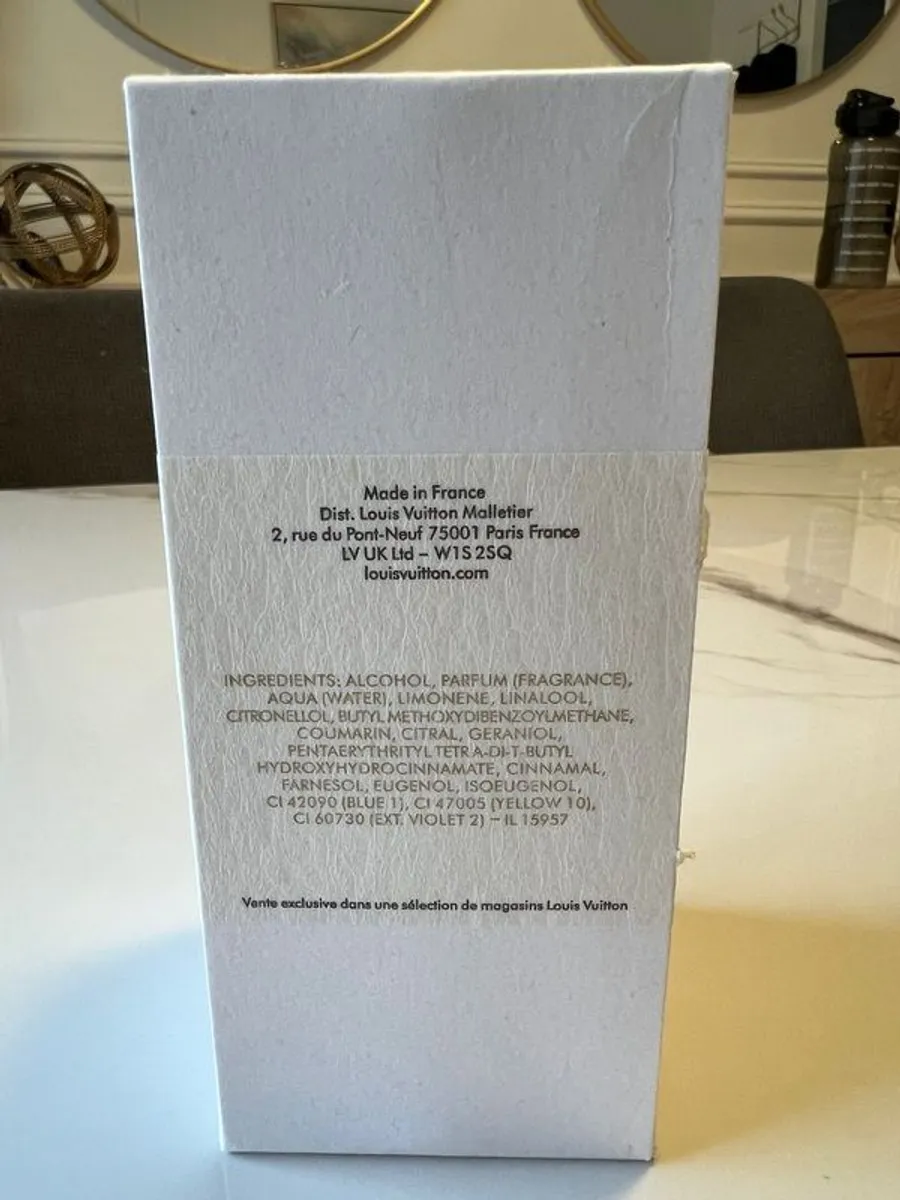 Made in France
Dist. Louis Vuitton Malletier
2, rue du Pont-Neuf 75001 Paris France
LV UK Ltd – W1S 2SQ
louisvuitton.com
INGREDIENTS: ALCOHOL, PARFUM (FRAGRANCE),
AQUA (WATER), LIMONENE, LINALOOL,
CITRONELLOL, BUTYL METHOXYDIBENZOYLMETHANE,
COUMARIN, CITRAL, GERANIOL,
PENTAERYTHRITYL TETRA-DI-T-BUTYL
HYDROXYHYDROCINNAMATE, CINNAMAL,
FARNESOL, EUGENOL, ISOEUGENOL,
CI 42090 (BLUE 1), CI 47005 (YELLOW 10),
CI 60730 (EXT. VIOLET 2) – IL 15957
Vente exclusive dans une sélection de magasins Louis Vuitton